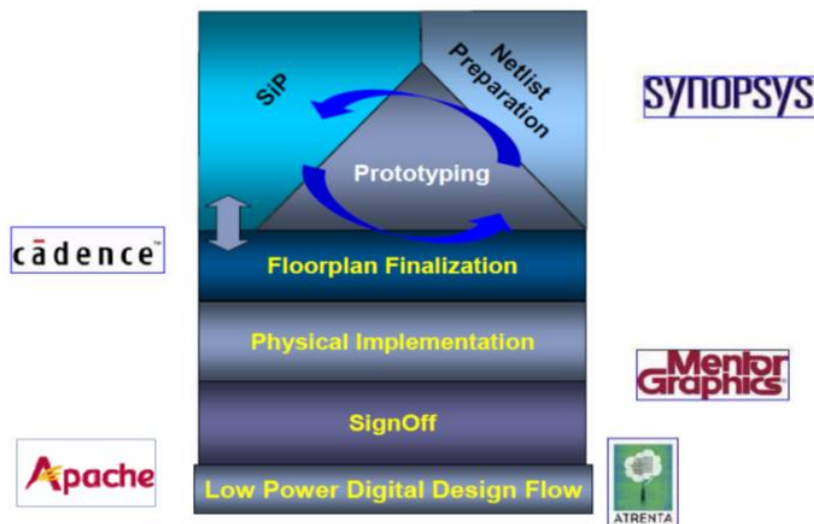 SiP
Netlist
Preparation
SYNOPSYS
Prototyping
cādence™
Floorplan Finalization
Physical Implementation
Mentor
Graphics
SignOff
Apache
Low Power Digital Design Flow
ATRENTA